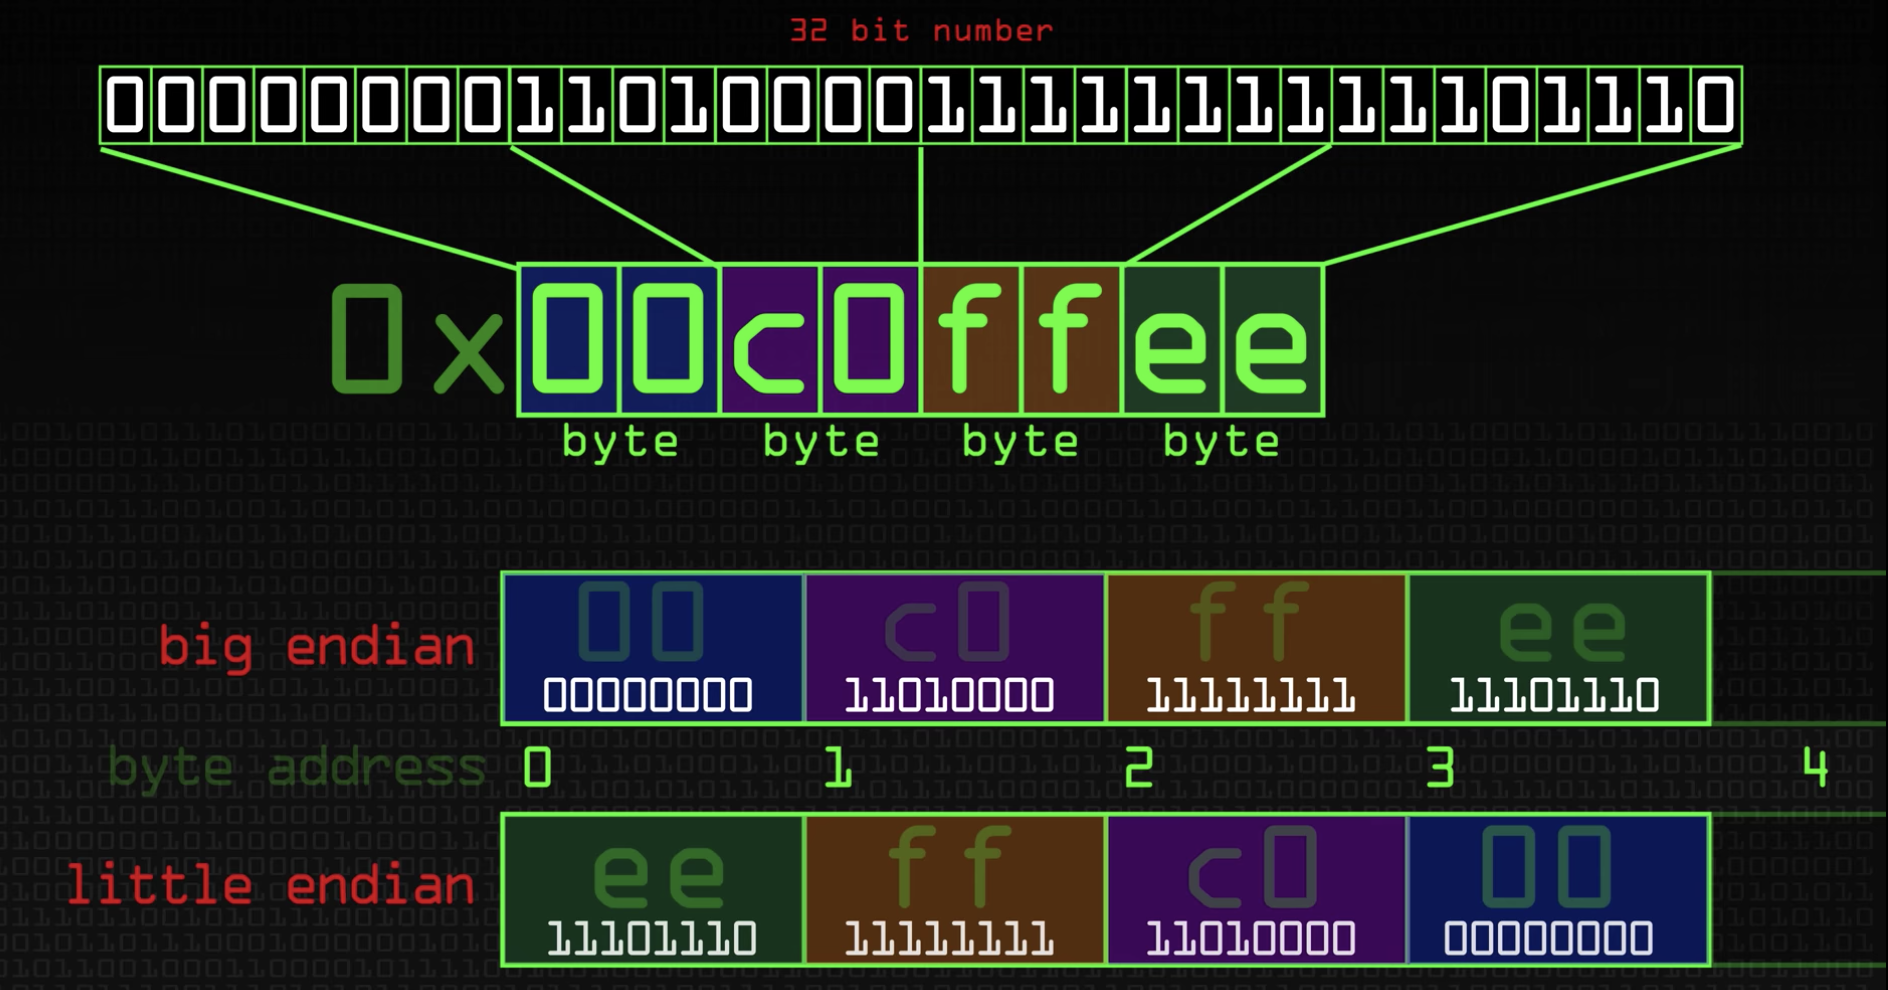 32 bit number
00000000110100001111111111101110
0x00c0ffee
byte byte byte byte
00 c0 ff ee
big endian 00000000 11010000 11111111 11101110
byte address 0 1 2 3 4
ee ff c0 00
little endian 11101110 11111111 11010000 00000000